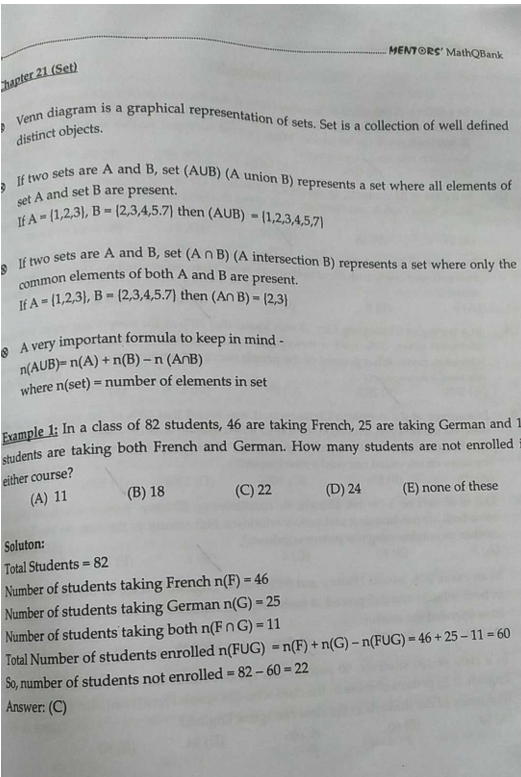 MENTORS' MathQBank
Chapter 21 (Set)
Venn diagram is a graphical representation of sets. Set is a collection of well defined
distinct objects.
If two sets are A and B, set (AUB) (A union B) represents a set where all elements of
set A and set B are present.
If A = {1,2,3}, B = {2,3,4,5.7} then (AUB) = {1,2,3,4,5,7}
If two sets are A and B, set (A ∩ B) (A intersection B) represents a set where only the
common elements of both A and B are present.
If A = {1,2,3}, B = {2,3,4,5.7} then (A∩ B) = {2,3}
A very important formula to keep in mind -
n(AUB)= n(A) + n(B) – n (A∩B)
where n(set) = number of elements in set
Example 1: In a class of 82 students, 46 are taking French, 25 are taking German and
students are taking both French and German. How many students are not enrolled
either course?
(A) 11 (B) 18 (C) 22 (D) 24 (E) none of these
Soluton:
Total Students = 82
Number of students taking French n(F) = 46
Number of students taking German n(G) = 25
Number of students taking both n(F ∩ G) = 11
Total Number of students enrolled n(FUG) = n(F) + n(G) – n(FUG) = 46 + 25 – 11 = 60
So, number of students not enrolled = 82 – 60 = 22
Answer: (C)